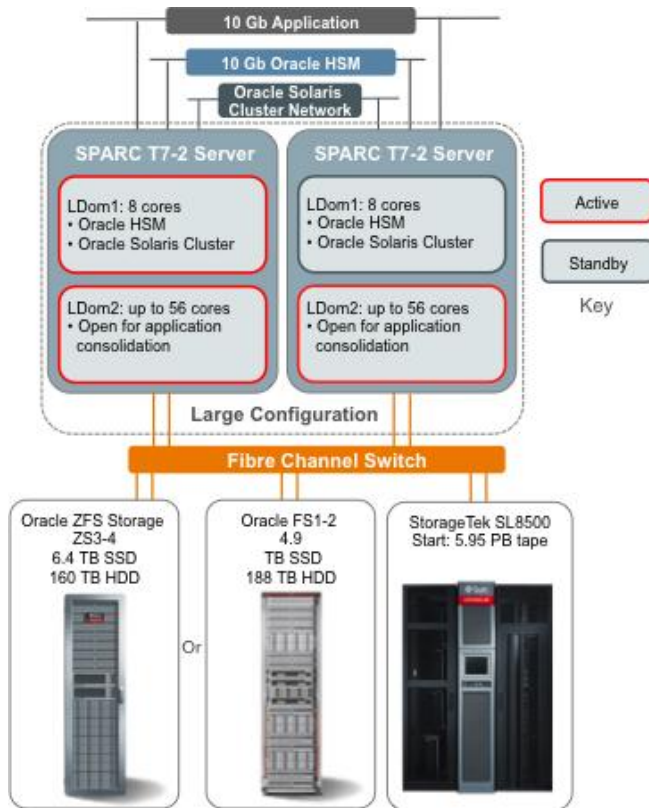 10 Gb Application
10 Gb Oracle HSM
Oracle Solaris
Cluster Network
SPARC T7-2 Server
LDom1: 8 cores
• Oracle HSM
• Oracle Solaris Cluster
LDom2: up to 56 cores
• Open for application
consolidation
SPARC T7-2 Server
LDom1: 8 cores
• Oracle HSM
• Oracle Solaris Cluster
LDom2: up to 56 cores
• Open for application
consolidation
Active
Standby
Key
Large Configuration
Fibre Channel Switch
Oracle ZFS Storage
ZS3-4
6.4 TB SSD
160 TB HDD
Or
Oracle FS1-2
4.9
TB SSD
188 TB HDD
StorageTek SL8500
Start: 5.95 PB tape